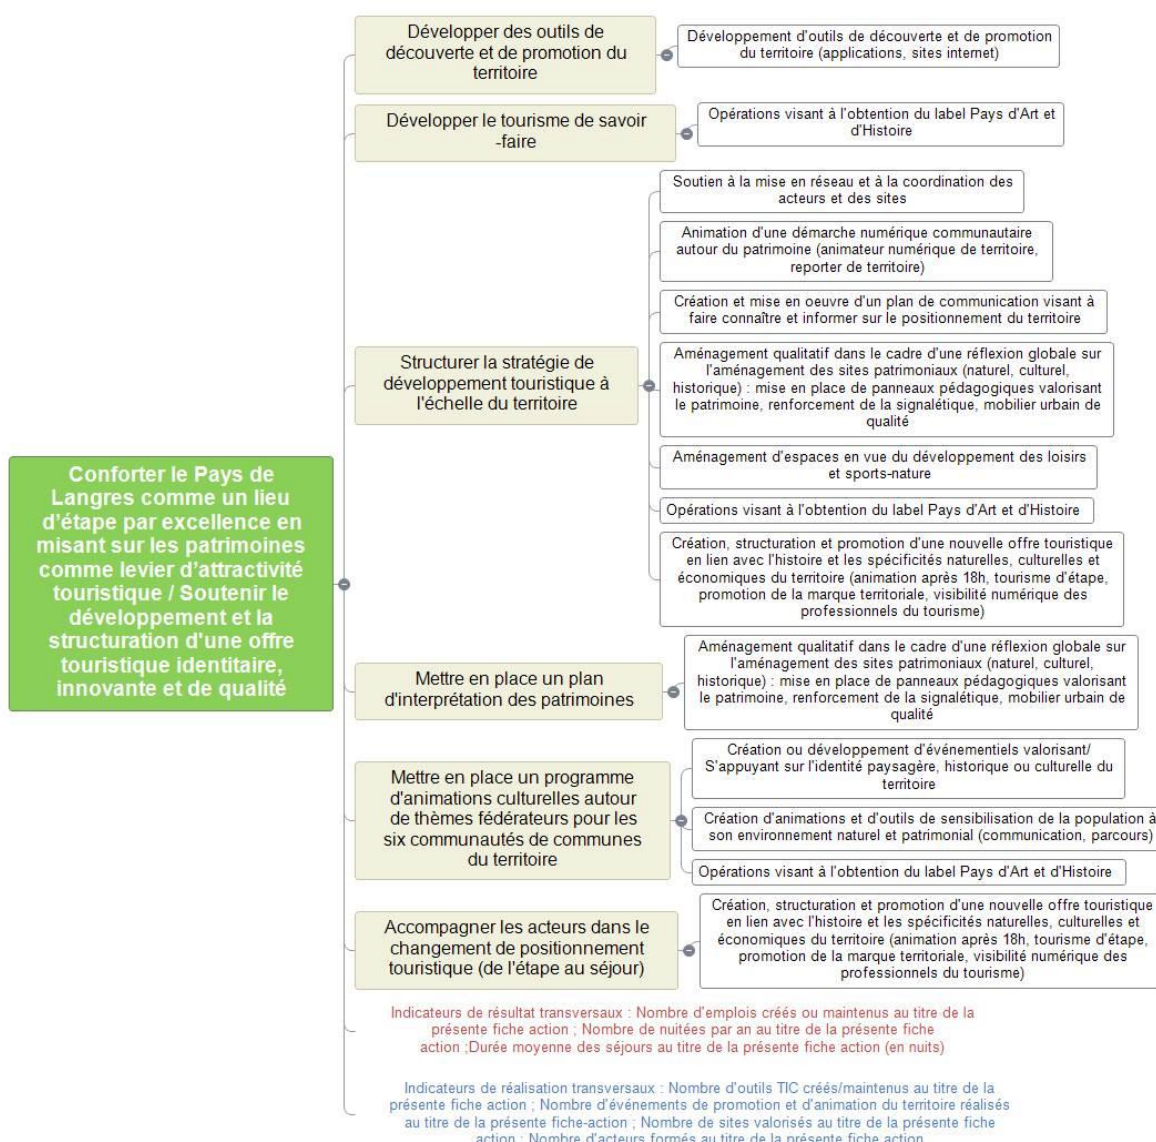 Conforter le Pays de
Langres comme un lieu
d'étape par excellence en
misant sur les patrimoines
comme levier d'attractivité
touristique / Soutenir le
développement et la
structuration d'une offre
touristique identitaire,
innovante et de qualité
Développer des outils de
découverte et de promotion du
territoire
Développement d'outils de découverte et de promotion
du territoire (applications, sites internet)
Développer le tourisme de savoir
-faire
Opérations visant à l'obtention du label Pays d'Art et
d'Histoire
Structurer la stratégie de
développement touristique à
l'échelle du territoire
Soutien à la mise en réseau et à la coordination des
acteurs et des sites
Animation d'une démarche numérique communautaire
autour du patrimoine (animateur numérique de territoire,
reporter de territoire)
Création et mise en oeuvre d'un plan de communication visant à
faire connaître et informer sur le positionnement du territoire
Aménagement qualitatif dans le cadre d'une réflexion globale sur
l'aménagement des sites patrimoniaux (naturel, culturel,
historique) : mise en place de panneaux pédagogiques valorisant
le patrimoine, renforcement de la signalétique, mobilier urbain de
qualité
Aménagement d'espaces en vue du développement des loisirs
et sports-nature
Opérations visant à l'obtention du label Pays d'Art et d'Histoire
Création, structuration et promotion d'une nouvelle offre touristique
en lien avec l'histoire et les spécificités naturelles, culturelles et
économiques du territoire (animation après 18h, tourisme d'étape,
promotion de la marque territoriale, visibilité numérique des
professionnels du tourisme)
Mettre en place un plan
d'interprétation des patrimoines
Aménagement qualitatif dans le cadre d'une réflexion globale sur
l'aménagement des sites patrimoniaux (naturel, culturel,
historique) : mise en place de panneaux pédagogiques valorisant
le patrimoine, renforcement de la signalétique, mobilier urbain de
qualité
Mettre en place un programme
d'animations culturelles autour
de thèmes fédérateurs pour les
six communautés de communes
du territoire
Création ou développement d'événementiels valorisant/
S'appuyant sur l'identité paysagère, historique ou culturelle du
territoire
Création d'animations et d'outils de sensibilisation de la population à
son environnement naturel et patrimonial (communication, parcours)
Opérations visant à l'obtention du label Pays d'Art et d'Histoire
Accompagner les acteurs dans le
changement de positionnement
touristique (de l'étape au séjour)
Création, structuration et promotion d'une nouvelle offre touristique
en lien avec l'histoire et les spécificités naturelles, culturelles et
économiques du territoire (animation après 18h, tourisme d'étape,
promotion de la marque territoriale, visibilité numérique des
professionnels du tourisme)
Indicateurs de résultat transversaux : Nombre d'emplois créés ou maintenus au titre de la
présente fiche action ; Nombre de nuitées par an au titre de la présente fiche
action ;Durée moyenne des séjours au titre de la présente fiche action (en nuits)
Indicateurs de réalisation transversaux : Nombre d'outils TIC créés/maintenus au titre de la
présente fiche action ; Nombre d'événements de promotion et d'animation du territoire réalisés
au titre de la présente fiche-action ; Nombre de sites valorisés au titre de la présente fiche
action ; Nombre d'acteurs formés au titre de la présente fiche action